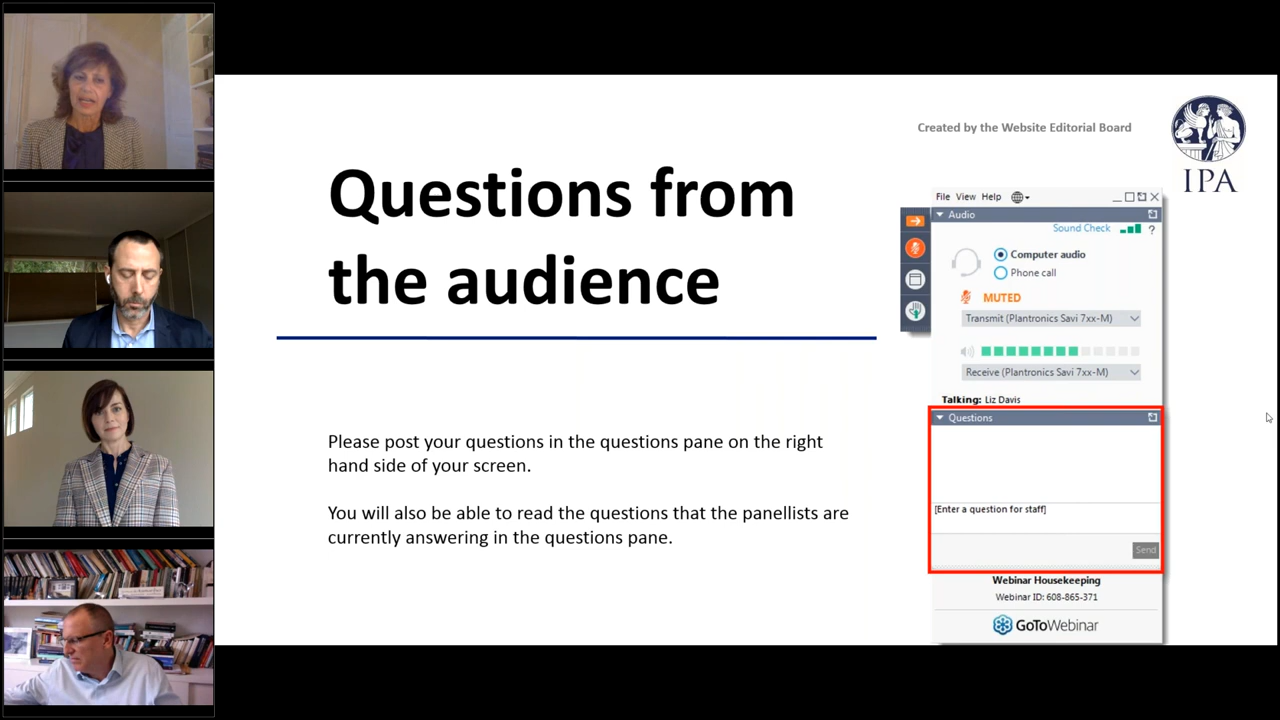 Created by the Website Editorial Board
IPA
Questions from
the audience
Please post your questions in the questions pane on the right
hand side of your screen.
You will also be able to read the questions that the panellists are
currently answering in the questions pane.
File View Help
Audio
Sound Check
?
Computer audio
Phone call
MUTED
Transmit (Plantronics Savi 7xx-M)
Receive (Plantronics Savi 7xx-M)
Talking: Liz Davis
Questions
[Enter a question for staff]
Send
Webinar Housekeeping
Webinar ID: 608-865-371
GoToWebinar